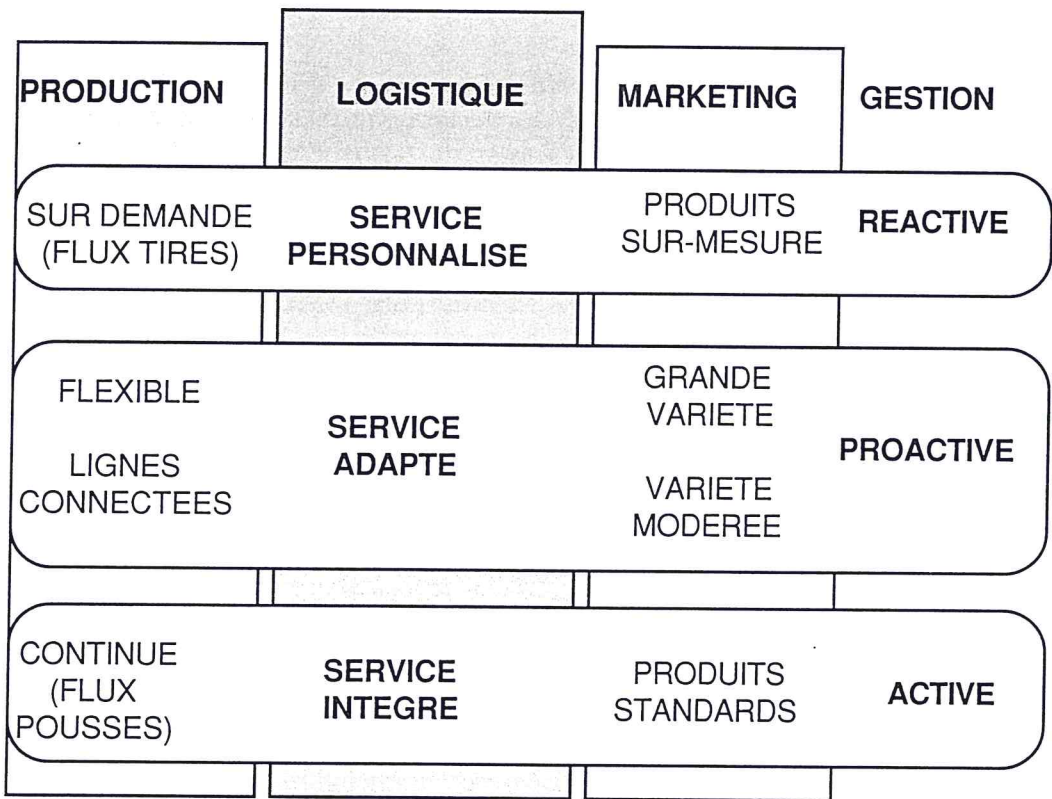 PRODUCTION
LOGISTIQUE
MARKETING
GESTION
SUR DEMANDE
(FLUX TIRES)
SERVICE
PERSONNALISE
PRODUITS
SUR-MESURE
REACTIVE
FLEXIBLE
LIGNES
CONNECTEES
SERVICE
ADAPTE
GRANDE
VARIETE
VARIETE
MODEREE
PROACTIVE
CONTINUE
(FLUX
POUSSES)
SERVICE
INTEGRE
PRODUITS
STANDARDS
ACTIVE